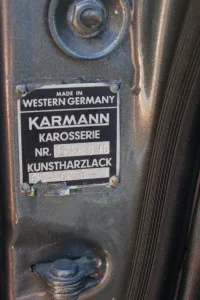 MADE IN
WESTERN GERMANY
KARMANN
KAROSSERIE
NR.
KUNSTHARZLACK